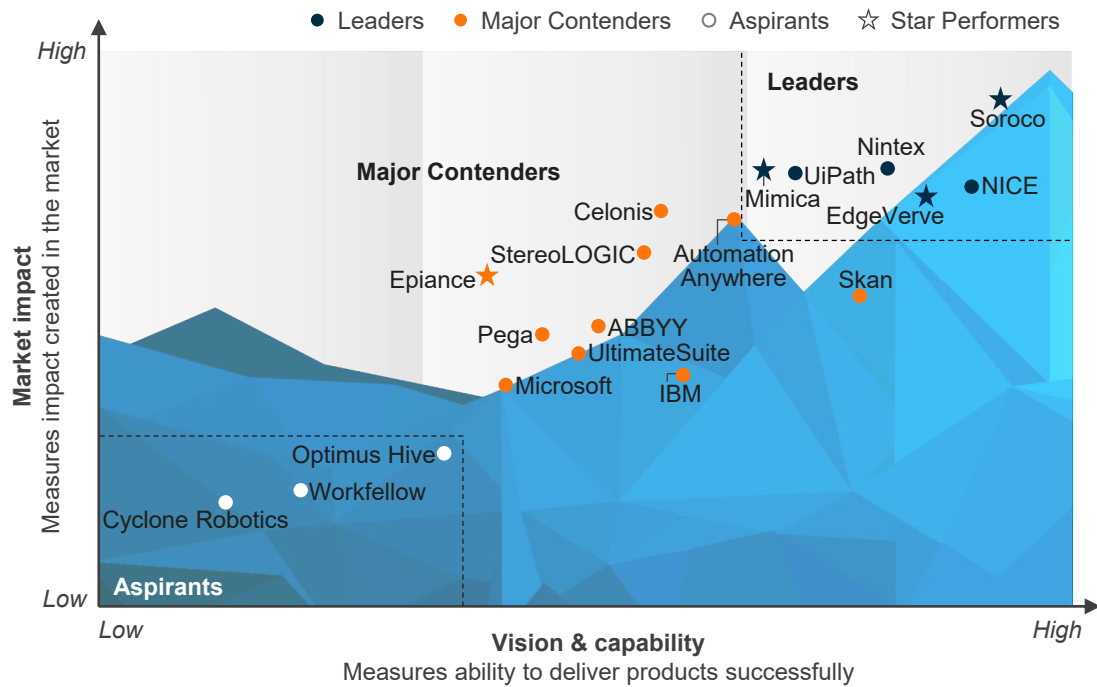 Leaders
Major Contenders
Aspirants
Star Performers
High
Market impact
Measures impact created in the market
Low
Leaders
Soroco
Nintex
Major Contenders
UiPath
NICE
Mimica
EdgeVerve
Celonis
StereoLOGIC
Automation
Anywhere
Epiance
Skan
Pega
ABBYY
UltimateSuite
Microsoft
IBM
Optimus Hive
Workfellow
Cyclone Robotics
Aspirants
Low
High
Vision & capability
Measures ability to deliver products successfully